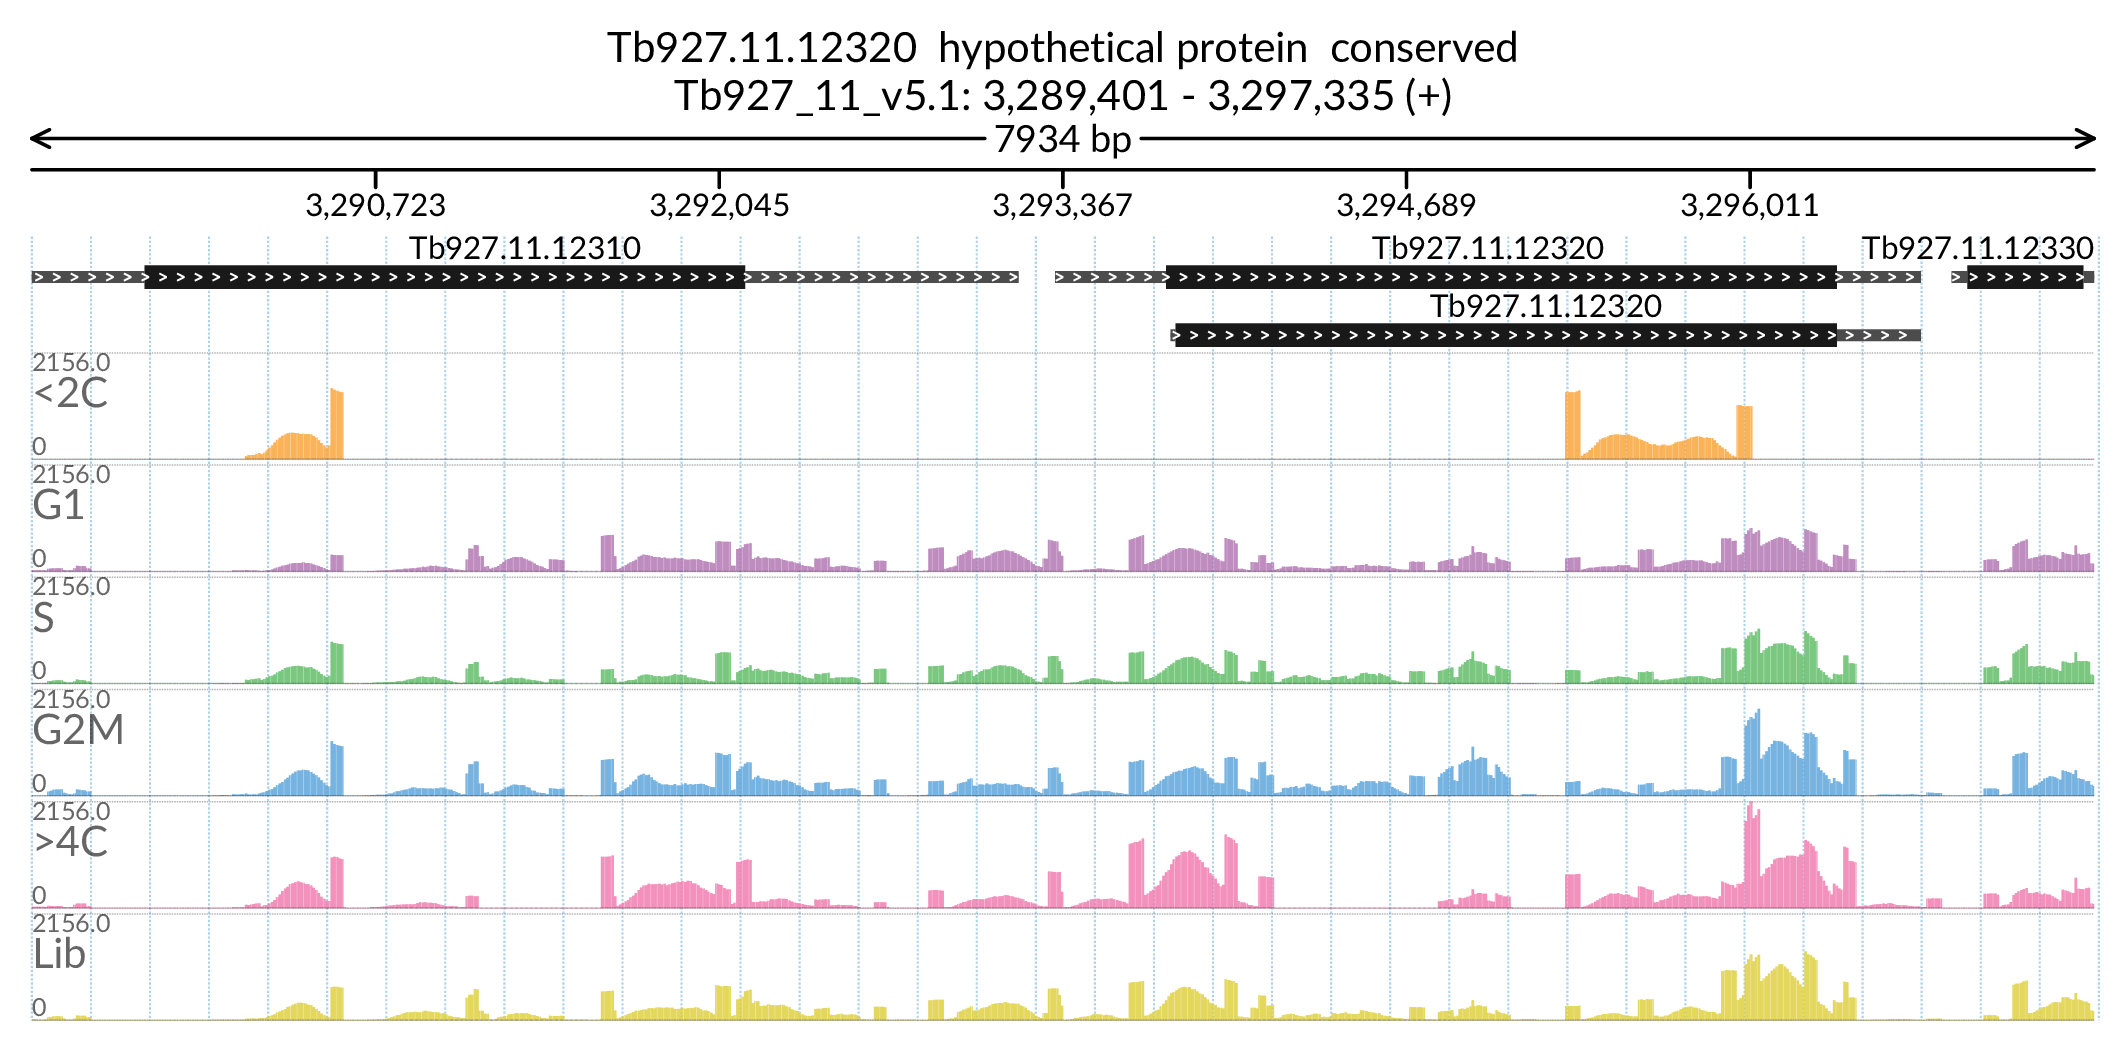 Tb927.11.12320  hypothetical protein  conserved
Tb927_11_v5.1: 3,289,401 - 3,297,335 (+)
7934 bp
3,290,723 3,292,045 3,293,367 3,294,689 3,296,011
Tb927.11.12310 Tb927.11.12320 Tb927.11.12330
Tb927.11.12320
2156.0
<2C
0
2156.0
G1
0
2156.0
S
0
2156.0
G2M
0
2156.0
>4C
0
2156.0
Lib
0